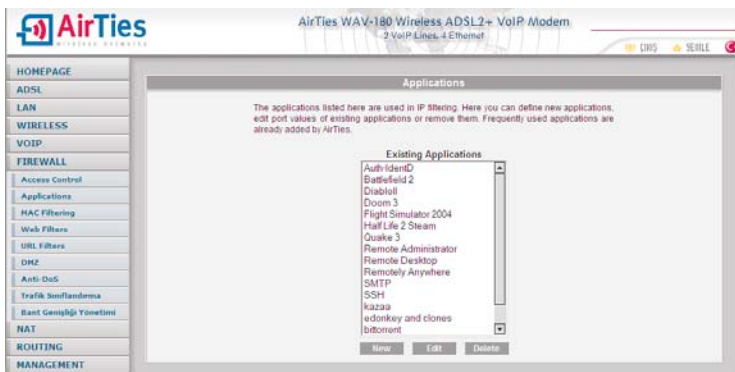 AirTies
wireless networks
AirTies WAV-180 Wireless ADSL2+ VoIP Modem
2 VoIP Lines, 4 Ethernet
HOMEPAGE
ADSL
LAN
WIRELESS
VOIP
FIREWALL
Access Control
Applications
MAC Filtering
Web Filters
URL Filters
DMZ
Anti-DoS
Trafik Sınıflandırma
Bant Genişliği Yönetimi
NAT
ROUTING
MANAGEMENT
Applications
The applications listed here are used in IP filtering. Here you can define new applications,
edit port values of existing applications or remove them. Frequently used applications are
already added by AirTies.
Existing Applications
Auth-IdentD
Battlefield 2
DiabloII
Doom 3
Flight Simulator 2004
Half Life 2 Steam
Quake 3
Remote Administrator
Remote Desktop
Remotely Anywhere
SMTP
SSH
kazaa
edonkey and clones
bittorrent
New Edit Delete